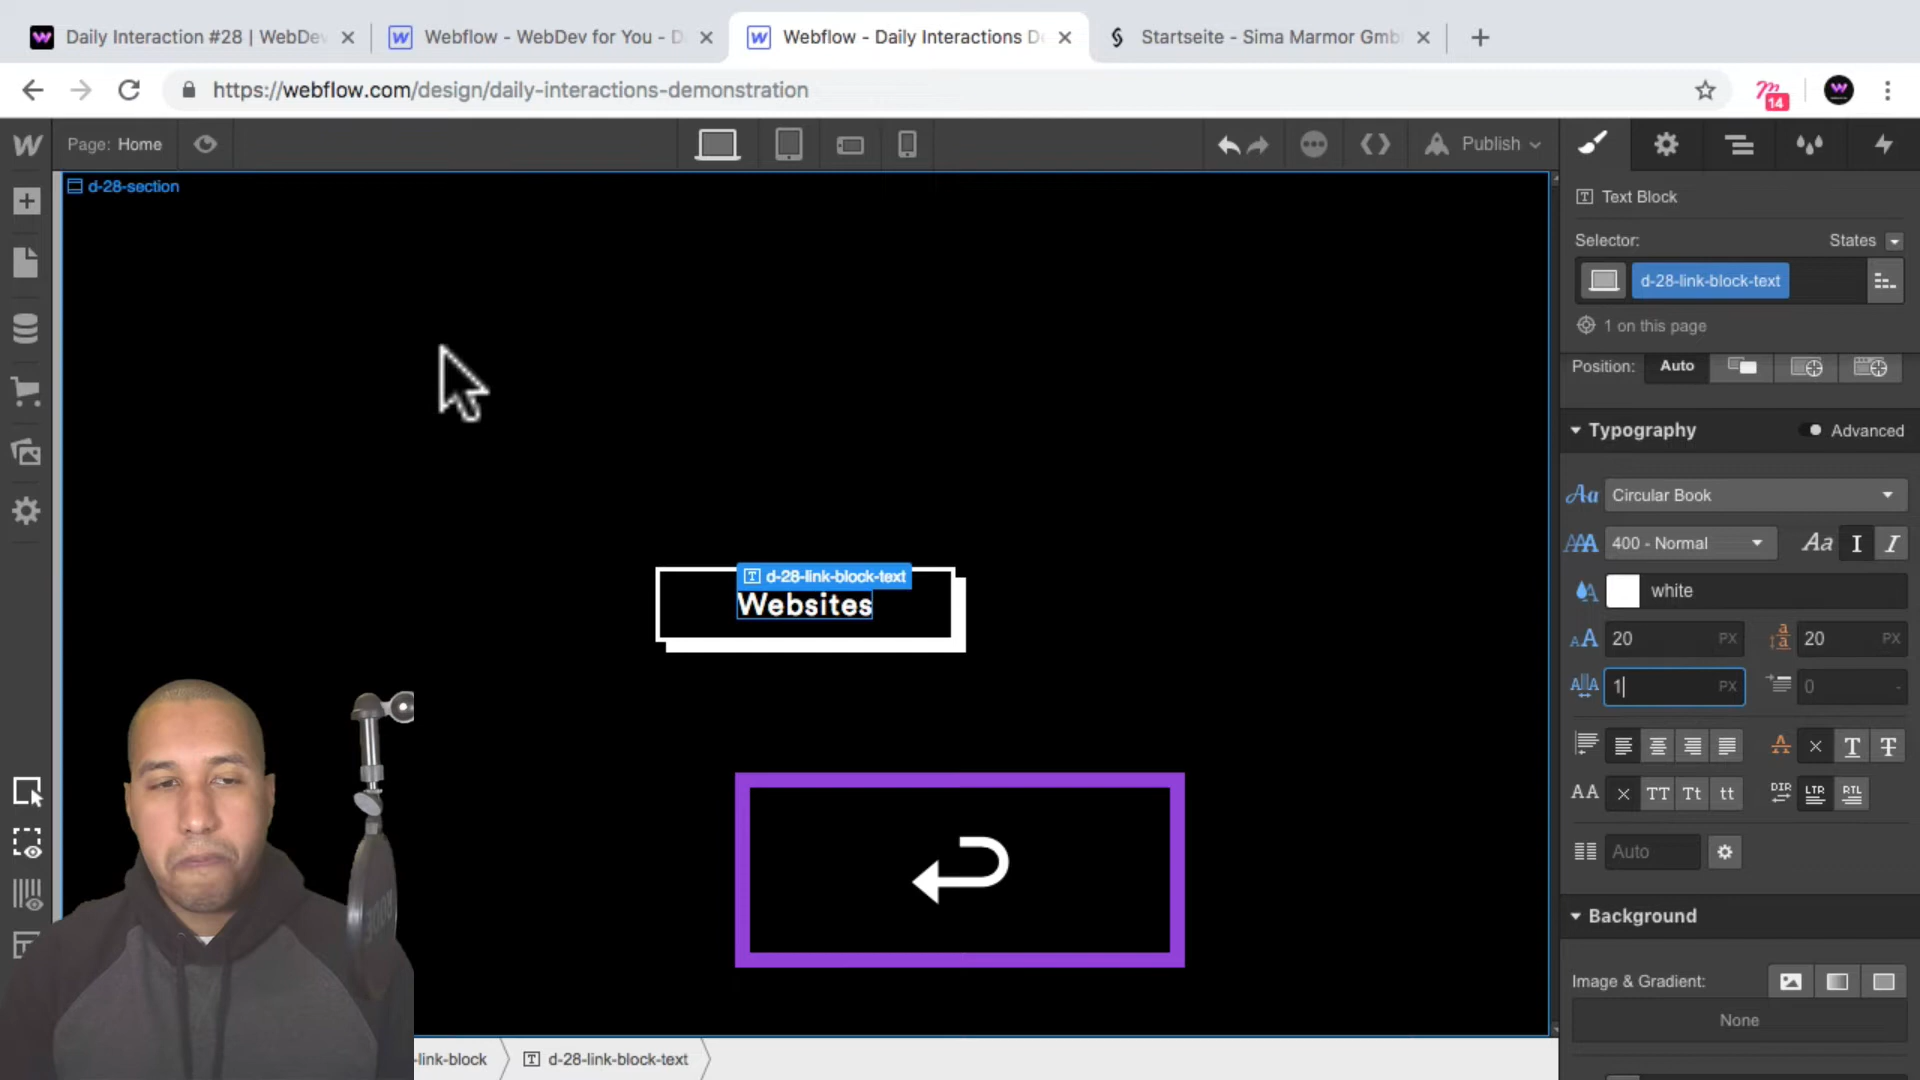 Daily Interaction #28 | WebDev
Webflow - WebDev for You - D
Webflow - Daily Interactions De
Startseite - Sima Marmor Gmb
https://webflow.com/design/daily-interactions-demonstration
14
Page: Home
Publish
d-28-section
Text Block
Selector:
States
d-28-link-block-text
1 on this page
Position:
Auto
Typography
Advanced
Circular Book
400 - Normal
white
20 PX
20 PX
1 PX
0 -
Auto
Background
Image & Gradient:
None
d-28-link-block-text
Websites
-link-block
d-28-link-block-text